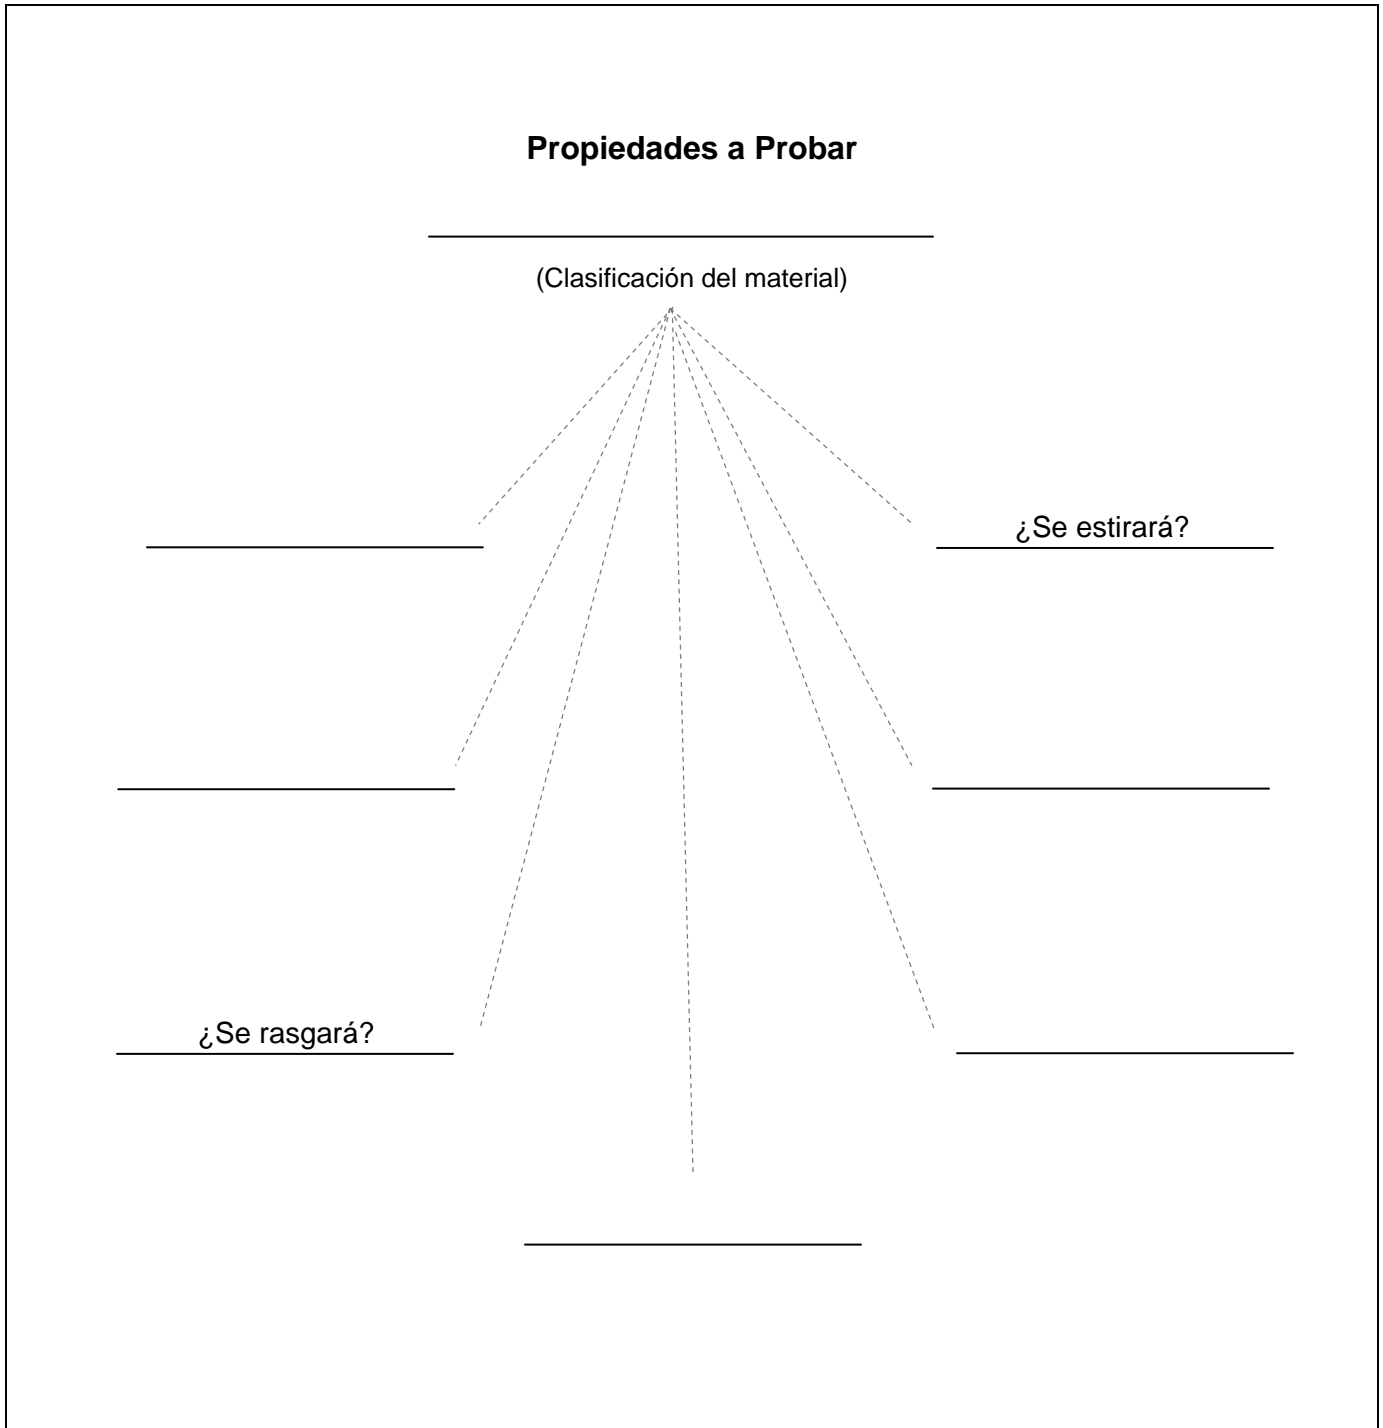 Propiedades a Probar
(Clasificación del material)
¿Se estirará?
¿Se rasgará?